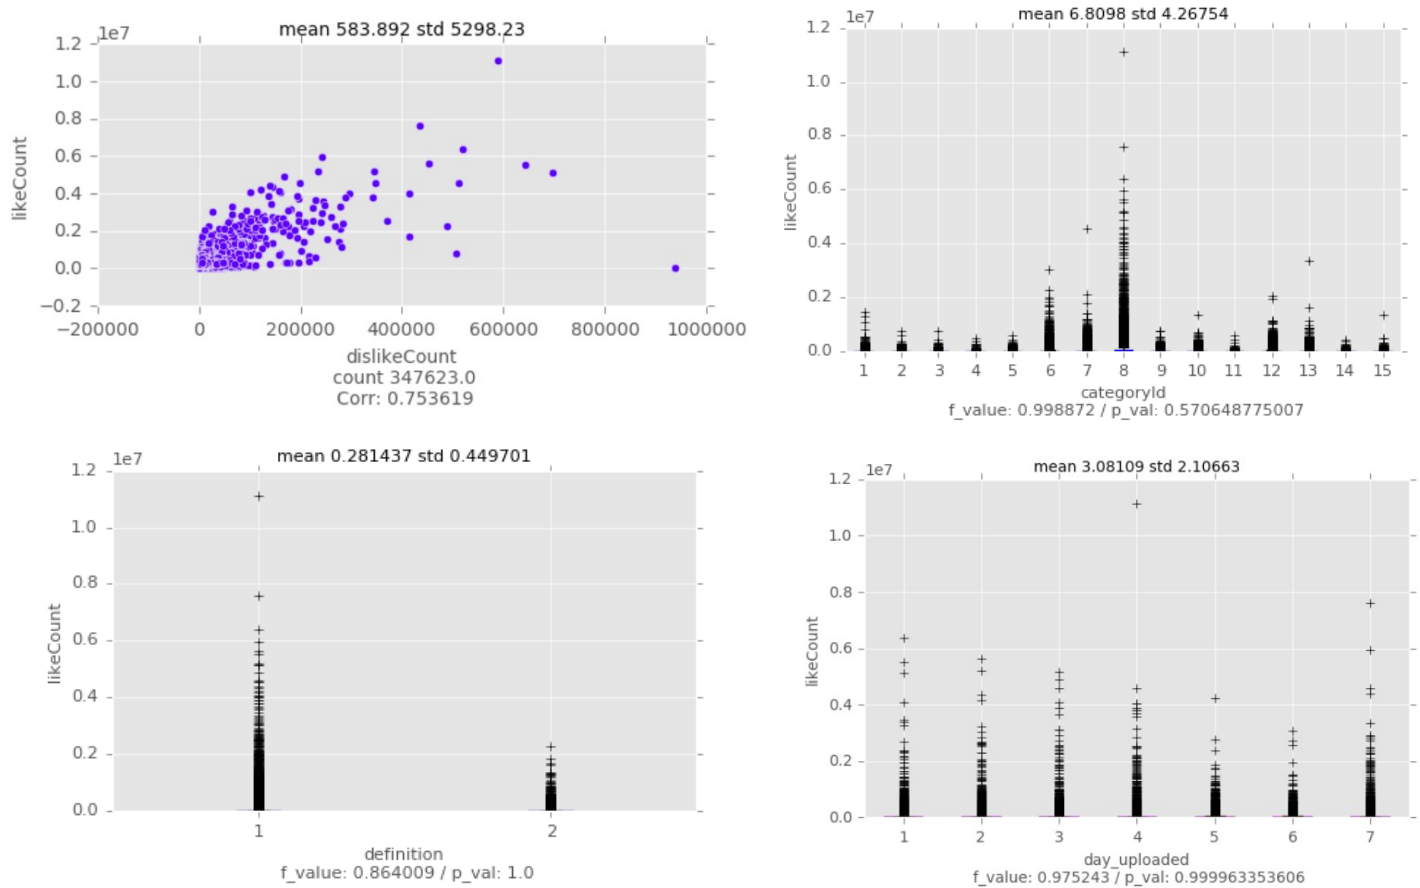 mean 583.892 std 5298.23
1e7
1.2
1.0
0.8
0.6
0.4
0.2
0.0
−0.2
likeCount
−200000 0 200000 400000 600000 800000 1000000
dislikeCount
count 347623.0
Corr: 0.753619
mean 6.8098 std 4.26754
1e7
1.2
1.0
0.8
0.6
0.4
0.2
0.0
likeCount
1 2 3 4 5 6 7 8 9 10 11 12 13 14 15
categoryId
f_value: 0.998872 / p_val: 0.570648775007
mean 0.281437 std 0.449701
1e7
1.2
1.0
0.8
0.6
0.4
0.2
0.0
likeCount
1 2
definition
f_value: 0.864009 / p_val: 1.0
mean 3.08109 std 2.10663
1e7
1.2
1.0
0.8
0.6
0.4
0.2
0.0
likeCount
1 2 3 4 5 6 7
day_uploaded
f_value: 0.975243 / p_val: 0.999963353606